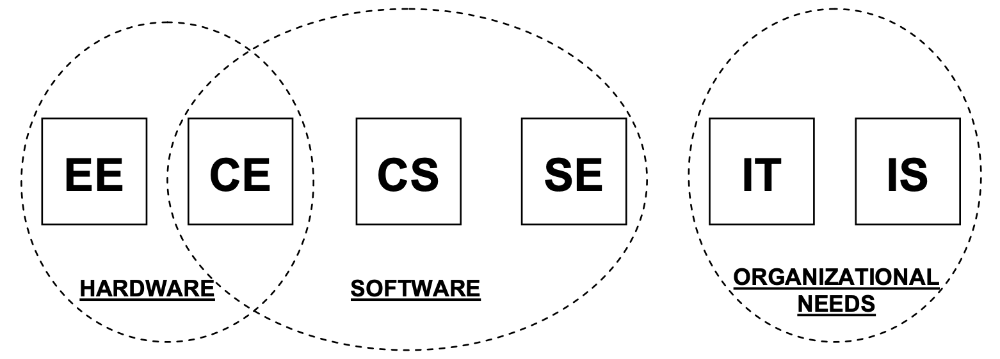 EE CE CS SE IT IS
HARDWARE SOFTWARE ORGANIZATIONAL
NEEDS